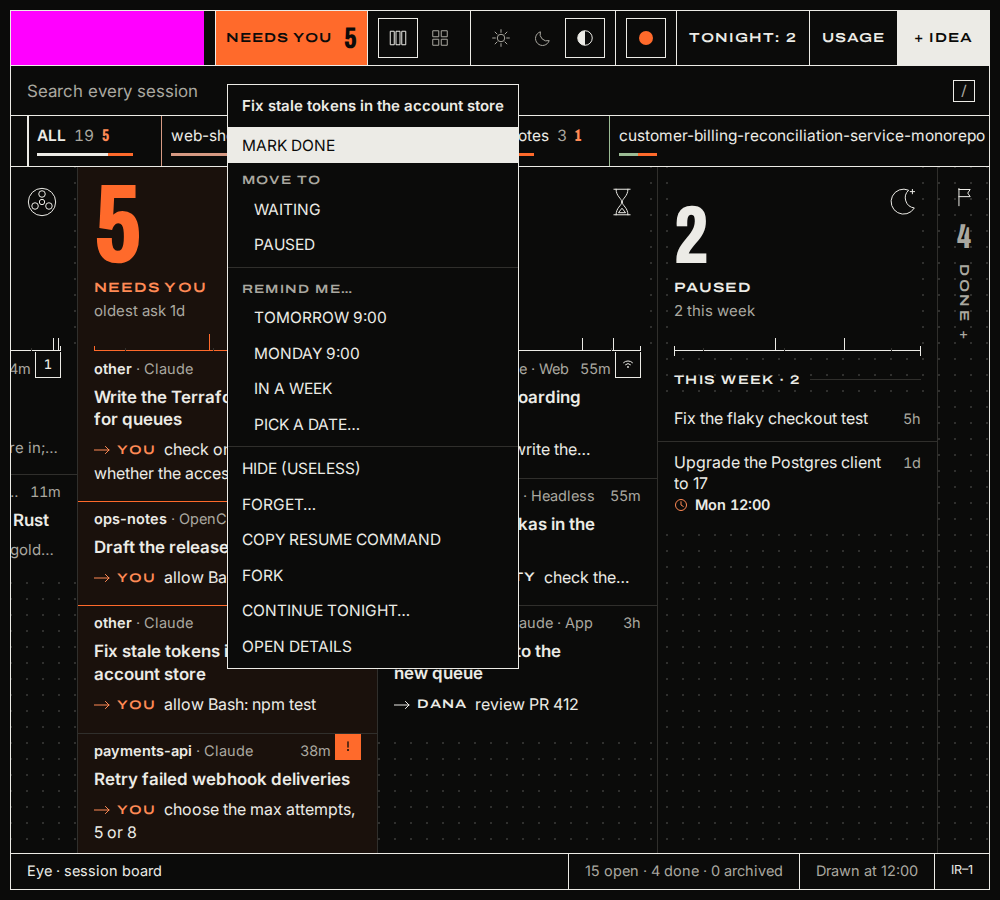 NEEDS YOU 5
TONIGHT: 2
USAGE
+ IDEA
Search every session
/
ALL 19 5
web-sh
otes 3 1
customer-billing-reconciliation-service-monorepo
Fix stale tokens in the account store
MARK DONE
MOVE TO
WAITING
PAUSED
REMIND ME...
TOMORROW 9:00
MONDAY 9:00
IN A WEEK
PICK A DATE...
HIDE (USELESS)
FORGET...
COPY RESUME COMMAND
FORK
CONTINUE TONIGHT...
OPEN DETAILS
4m 1
re in;...
.. 11m
Rust
gold...
5
NEEDS YOU
oldest ask 1d
other · Claude
Write the Terrafo
for queues
→ YOU check or
whether the acces
ops-notes · OpenC
Draft the release
→ YOU allow Ba
other · Claude
Fix stale tokens i
account store
→ YOU allow Bash: npm test
payments-api · Claude 38m !
Retry failed webhook deliveries
→ YOU choose the max attempts,
5 or 8
e · Web 55m
oarding
write the...
· Headless 55m
kas in the
TY check the...
aude · App 3h
to the
new queue
→ DANA review PR 412
2
PAUSED
2 this week
THIS WEEK · 2
Fix the flaky checkout test 5h
Upgrade the Postgres client 1d
to 17
Mon 12:00
4 DONE +
Eye · session board
15 open · 4 done · 0 archived
Drawn at 12:00
IR–1